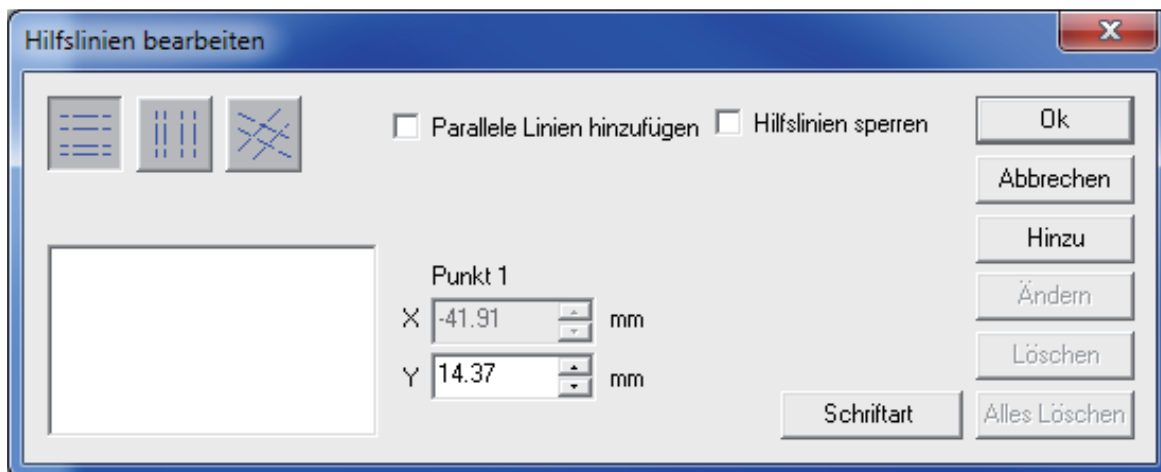 Hilfslinien bearbeiten
Parallele Linien hinzufügen
Hilfslinien sperren
Ok
Abbrechen
Hinzu
Punkt 1
X -41.91 mm
Ändern
Y 14.37 mm
Löschen
Schriftart
Alles Löschen